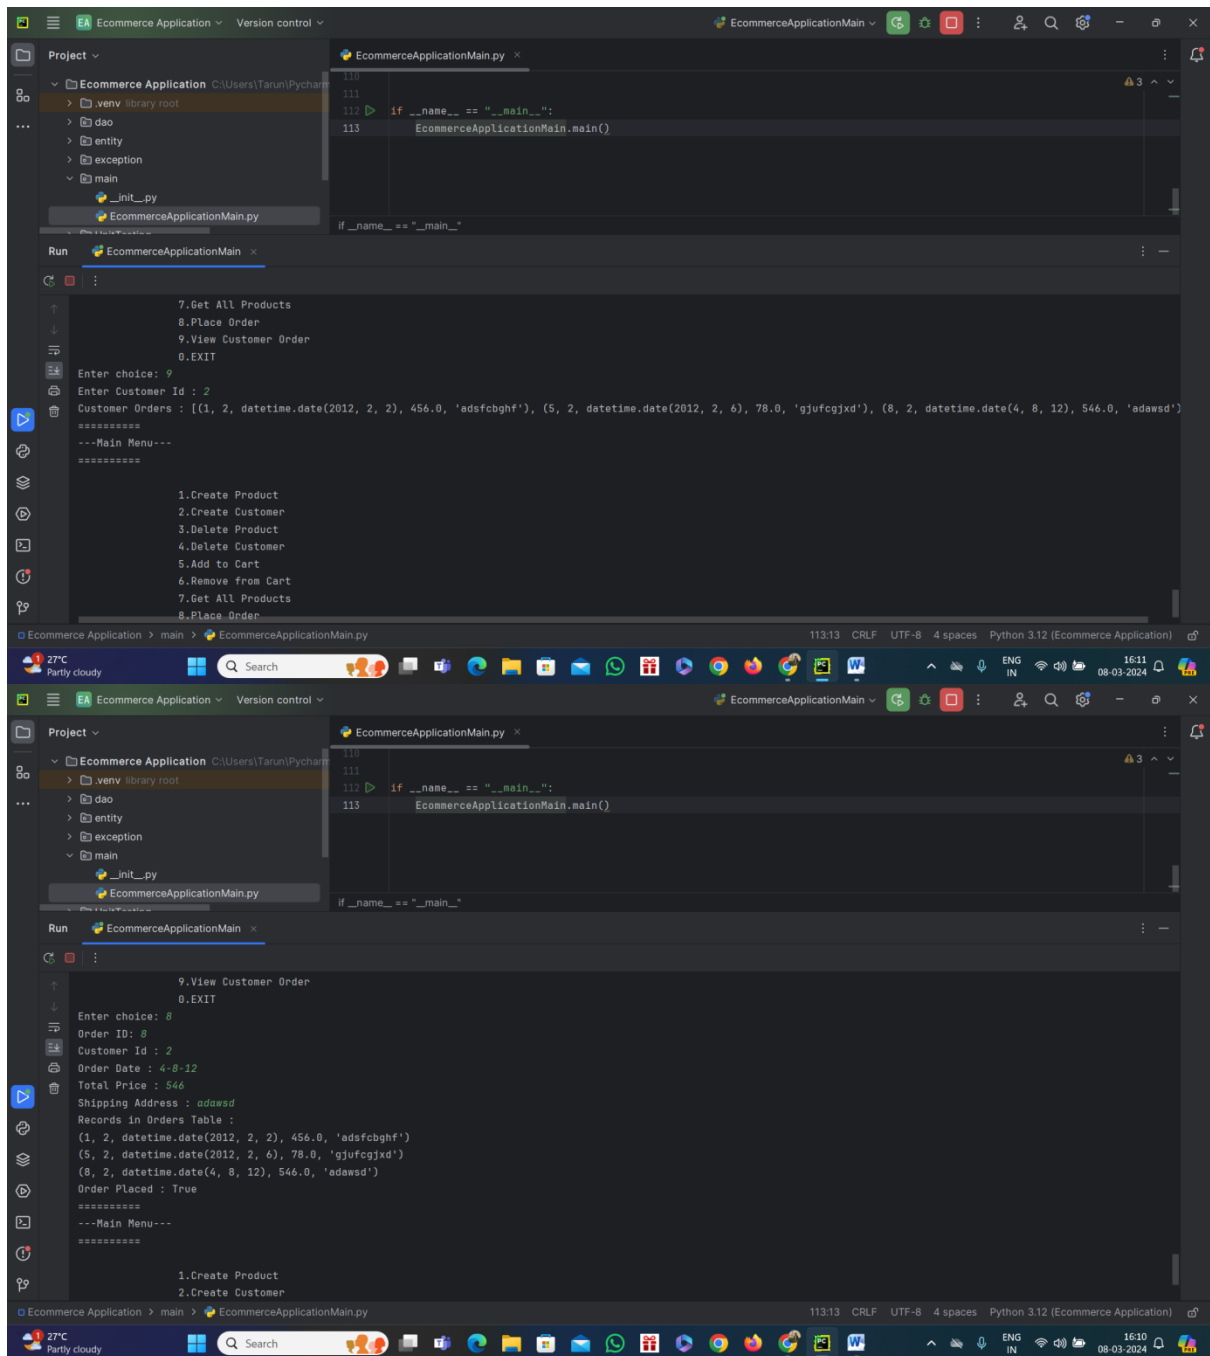 EA Ecommerce Application Version control EcommerceApplicationMain
Project EcommerceApplicationMain.py
110
Ecommerce Application C:\Users\Tarun\Pycharm 3
111
.venv library root
112 if __name__ == "__main__":
dao
113 EcommerceApplicationMain.main()
entity
exception
main
__init__.py
EcommerceApplicationMain.py
UnitTesting
if __name__ == "__main__"
Run EcommerceApplicationMain
7.Get All Products
8.Place Order
9.View Customer Order
0.EXIT
Enter choice: 9
Enter Customer Id : 2
Customer Orders : [(1, 2, datetime.date(2012, 2, 2), 456.0, 'adsfcbghf'), (5, 2, datetime.date(2012, 2, 6), 78.0, 'gjufcgjxd'), (8, 2, datetime.date(4, 8, 12), 546.0, 'adawsd')
==========
---Main Menu---
==========
1.Create Product
2.Create Customer
3.Delete Product
4.Delete Customer
5.Add to Cart
6.Remove from Cart
7.Get All Products
8.Place Order
Ecommerce Application > main > EcommerceApplicationMain.py 113:13 CRLF UTF-8 4 spaces Python 3.12 (Ecommerce Application)
1 27°C Search ENG 16:11
Partly cloudy IN 08-03-2024
EA Ecommerce Application Version control EcommerceApplicationMain
Project EcommerceApplicationMain.py
110
Ecommerce Application C:\Users\Tarun\Pycharm 3
111
.venv library root
112 if __name__ == "__main__":
dao
113 EcommerceApplicationMain.main()
entity
exception
main
__init__.py
EcommerceApplicationMain.py
UnitTesting
if __name__ == "__main__"
Run EcommerceApplicationMain
9.View Customer Order
0.EXIT
Enter choice: 8
Order ID: 8
Customer Id : 2
Order Date : 4-8-12
Total Price : 546
Shipping Address : adawsd
Records in Orders Table :
(1, 2, datetime.date(2012, 2, 2), 456.0, 'adsfcbghf')
(5, 2, datetime.date(2012, 2, 6), 78.0, 'gjufcgjxd')
(8, 2, datetime.date(4, 8, 12), 546.0, 'adawsd')
Order Placed : True
==========
---Main Menu---
==========
1.Create Product
2.Create Customer
Ecommerce Application > main > EcommerceApplicationMain.py 113:13 CRLF UTF-8 4 spaces Python 3.12 (Ecommerce Application)
1 27°C Search ENG 16:10
Partly cloudy IN 08-03-2024